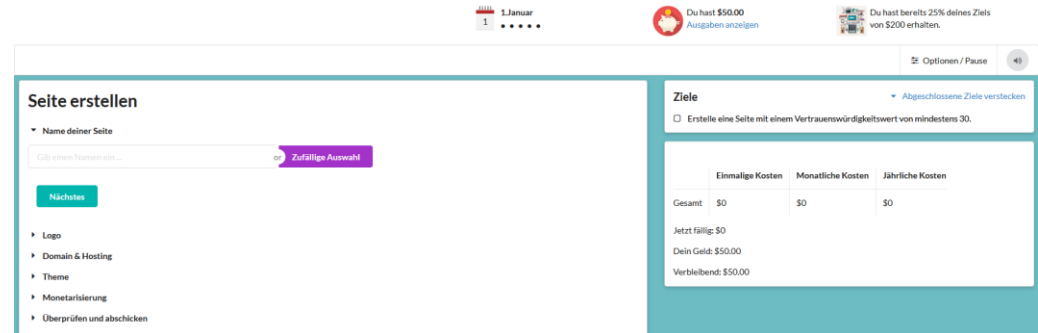 1.Januar
1
Du hast $50.00
Ausgaben anzeigen
Du hast bereits 25% deines Ziels
von $200 erhalten.
Optionen / Pause
Seite erstellen
Name deiner Seite
Gib einen Namen ein ...
or
Zufällige Auswahl
Nächstes
Logo
Domain & Hosting
Theme
Monetarisierung
Überprüfen und abschicken
Ziele
Abgeschlossene Ziele verstecken
Erstelle eine Seite mit einem Vertrauenswürdigkeitswert von mindestens 30.
Einmalige Kosten Monatliche Kosten Jährliche Kosten
Gesamt $0 $0 $0
Jetzt fällig: $0
Dein Geld: $50.00
Verbleibend: $50.00